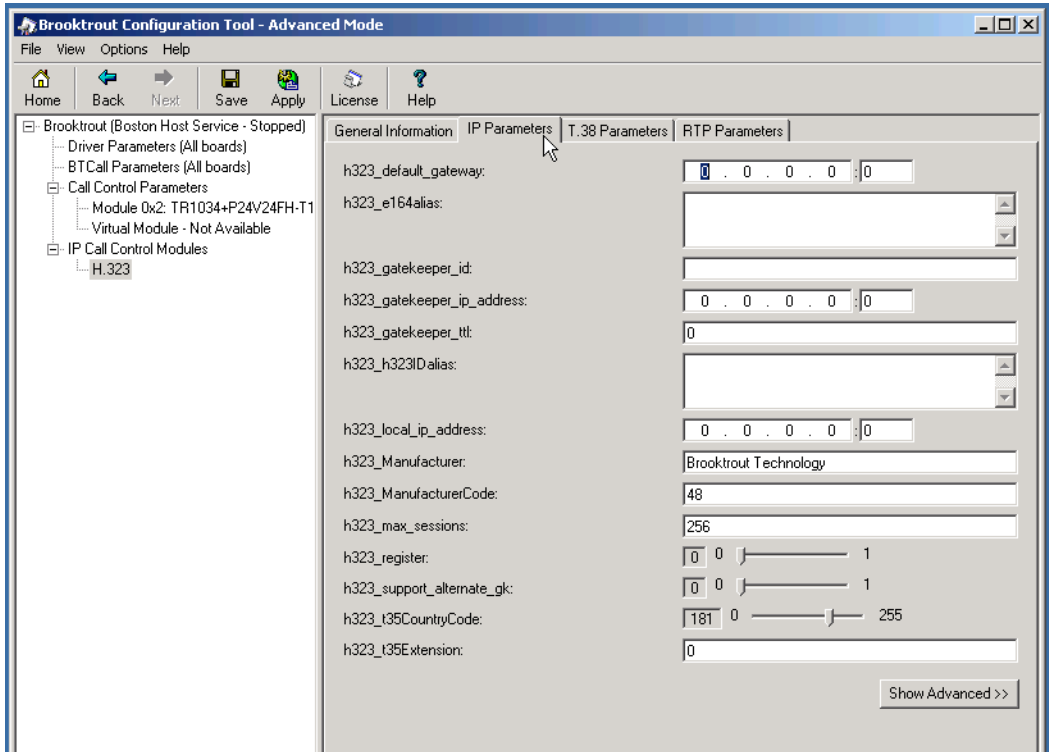 Brooktrout Configuration Tool - Advanced Mode
File View Options Help
Home Back Next Save Apply License Help
Brooktrout (Boston Host Service - Stopped)
Driver Parameters (All boards)
BTCall Parameters (All boards)
Call Control Parameters
Module 0x2: TR1034+P24V24FH-T1
Virtual Module - Not Available
IP Call Control Modules
H.323
General Information IP Parameters T.38 Parameters RTP Parameters
h323_default_gateway: 0 . 0 . 0 . 0 :0
h323_e164alias:
h323_gatekeeper_id:
h323_gatekeeper_ip_address: 0 . 0 . 0 . 0 :0
h323_gatekeeper_ttl: 0
h323_h323IDalias:
h323_local_ip_address: 0 . 0 . 0 . 0 :0
h323_Manufacturer: Brooktrout Technology
h323_ManufacturerCode: 48
h323_max_sessions: 256
h323_register: 0 0 1
h323_support_alternate_gk: 0 0 1
h323_t35CountryCode: 181 0 255
h323_t35Extension: 0
Show Advanced >>